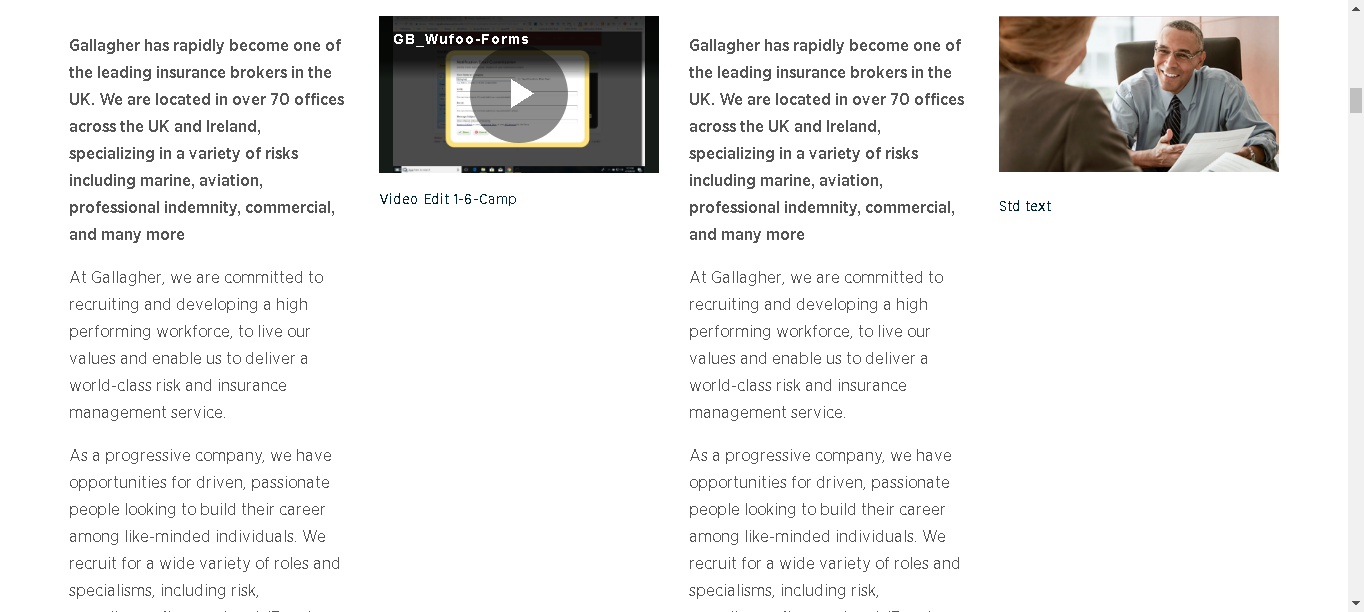 Gallagher has rapidly become one of
the leading insurance brokers in the
UK. We are located in over 70 offices
across the UK and Ireland,
specializing in a variety of risks
including marine, aviation,
professional indemnity, commercial,
and many more
At Gallagher, we are committed to
recruiting and developing a high
performing workforce, to live our
values and enable us to deliver a
world-class risk and insurance
management service.
As a progressive company, we have
opportunities for driven, passionate
people looking to build their career
among like-minded individuals. We
recruit for a wide variety of roles and
specialisms, including risk,
GB_Wufoo-Forms
Video Edit 1-6-Camp
Gallagher has rapidly become one of
the leading insurance brokers in the
UK. We are located in over 70 offices
across the UK and Ireland,
specializing in a variety of risks
including marine, aviation,
professional indemnity, commercial,
and many more
At Gallagher, we are committed to
recruiting and developing a high
performing workforce, to live our
values and enable us to deliver a
world-class risk and insurance
management service.
As a progressive company, we have
opportunities for driven, passionate
people looking to build their career
among like-minded individuals. We
recruit for a wide variety of roles and
specialisms, including risk,
Std text